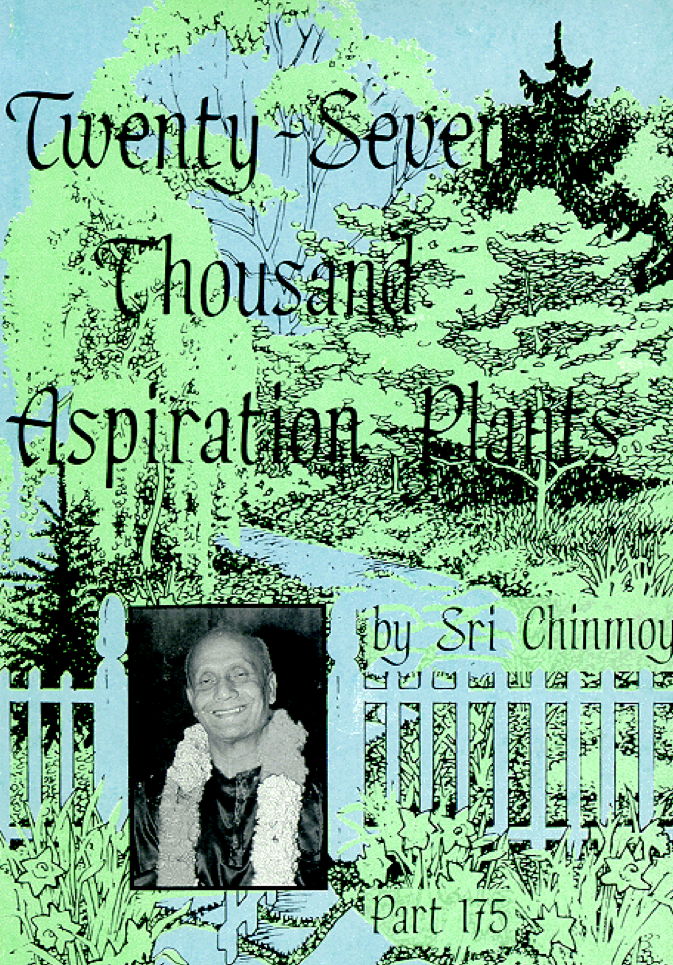 Twenty-Seven
Thousand
Aspiration-Plants
by Sri Chinmoy
Part 175